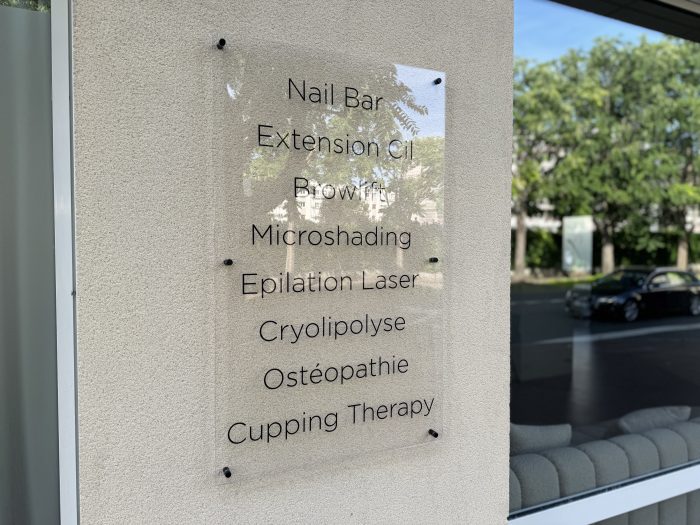 Nail Bar
Extension Cil
Browlift
Microshading
Epilation Laser
Cryolipolyse
Ostéopathie
Cupping Therapy